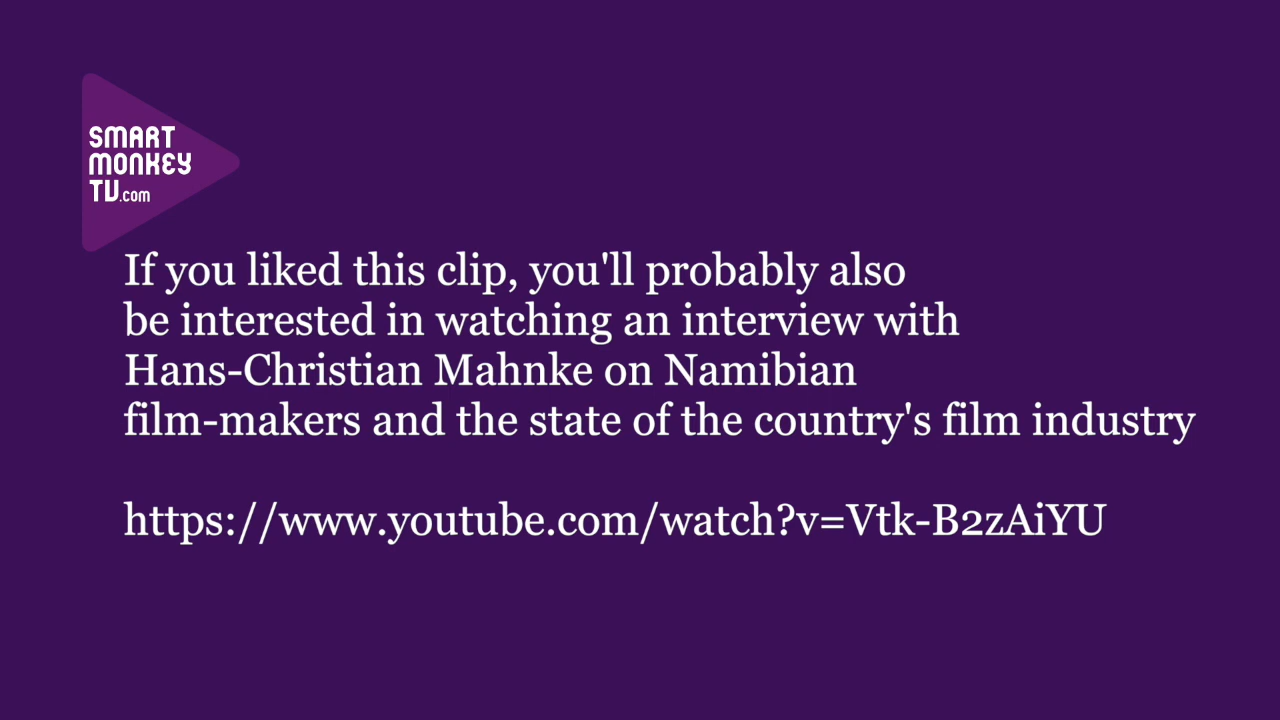 SMART
MONKEY
TV.com
If you liked this clip, you'll probably also
be interested in watching an interview with
Hans-Christian Mahnke on Namibian
film-makers and the state of the country's film industry
https://www.youtube.com/watch?v=Vtk-B2zAiYU